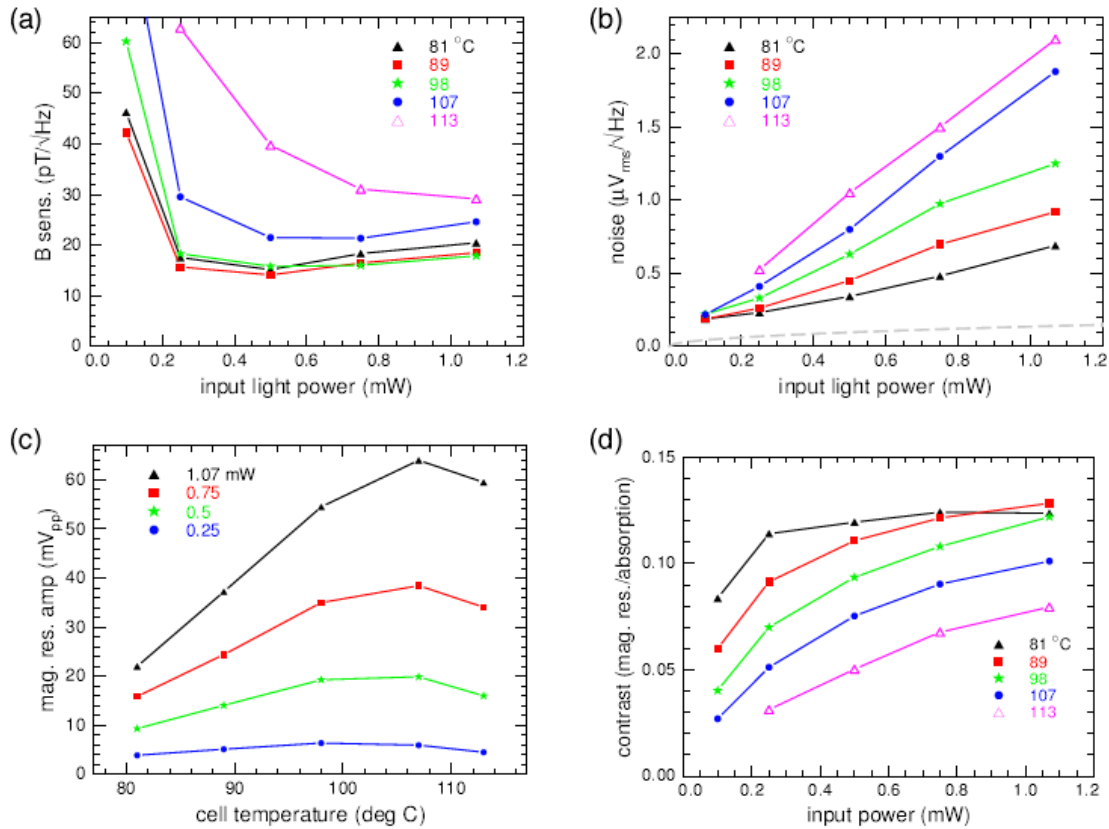 (a)
B sens. (pT/√Hz)
60
50
40
30
20
10
0
81 °C
89
98
107
113
0.0 0.2 0.4 0.6 0.8 1.0 1.2
input light power (mW)
(b)
noise (μVrms/√Hz)
2.0
1.5
1.0
0.5
0.0
81 °C
89
98
107
113
0.0 0.2 0.4 0.6 0.8 1.0 1.2
input light power (mW)
(c)
mag. res. amp (mVpp)
60
50
40
30
20
10
0
1.07 mW
0.75
0.5
0.25
80 90 100 110
cell temperature (deg C)
(d)
contrast (mag. res./absorption)
0.15
0.10
0.05
0.00
81 °C
89
98
107
113
0.0 0.2 0.4 0.6 0.8 1.0 1.2
input power (mW)